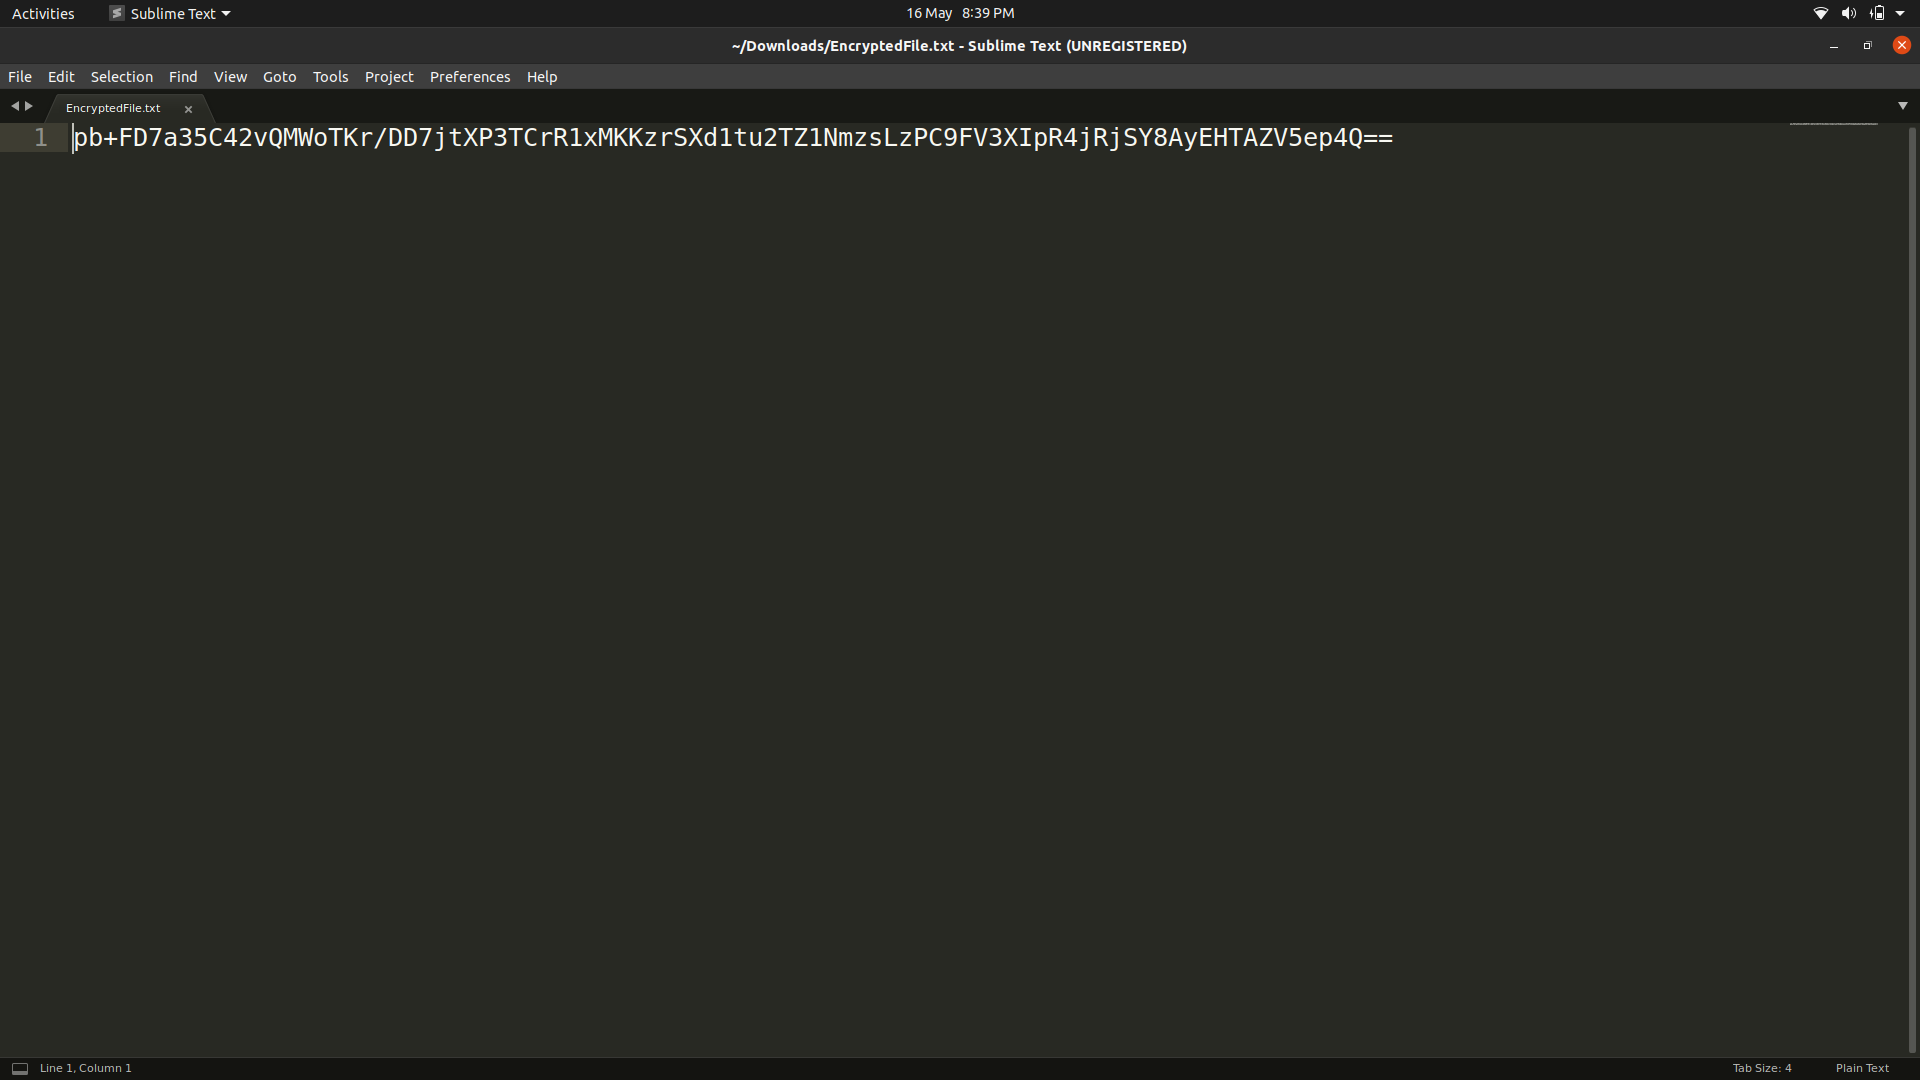 Activities Sublime Text 16 May 8:39 PM
~/Downloads/EncryptedFile.txt - Sublime Text (UNREGISTERED)
File Edit Selection Find View Goto Tools Project Preferences Help
EncryptedFile.txt
1 pb+FD7a35C42vQMWoTKr/DD7jtXP3TCrR1xMKKzrSXd1tu2TZ1NmzsLzPC9FV3XIpR4jRjSY8AyEHTAZV5ep4Q==
Line 1, Column 1 Tab Size: 4 Plain Text